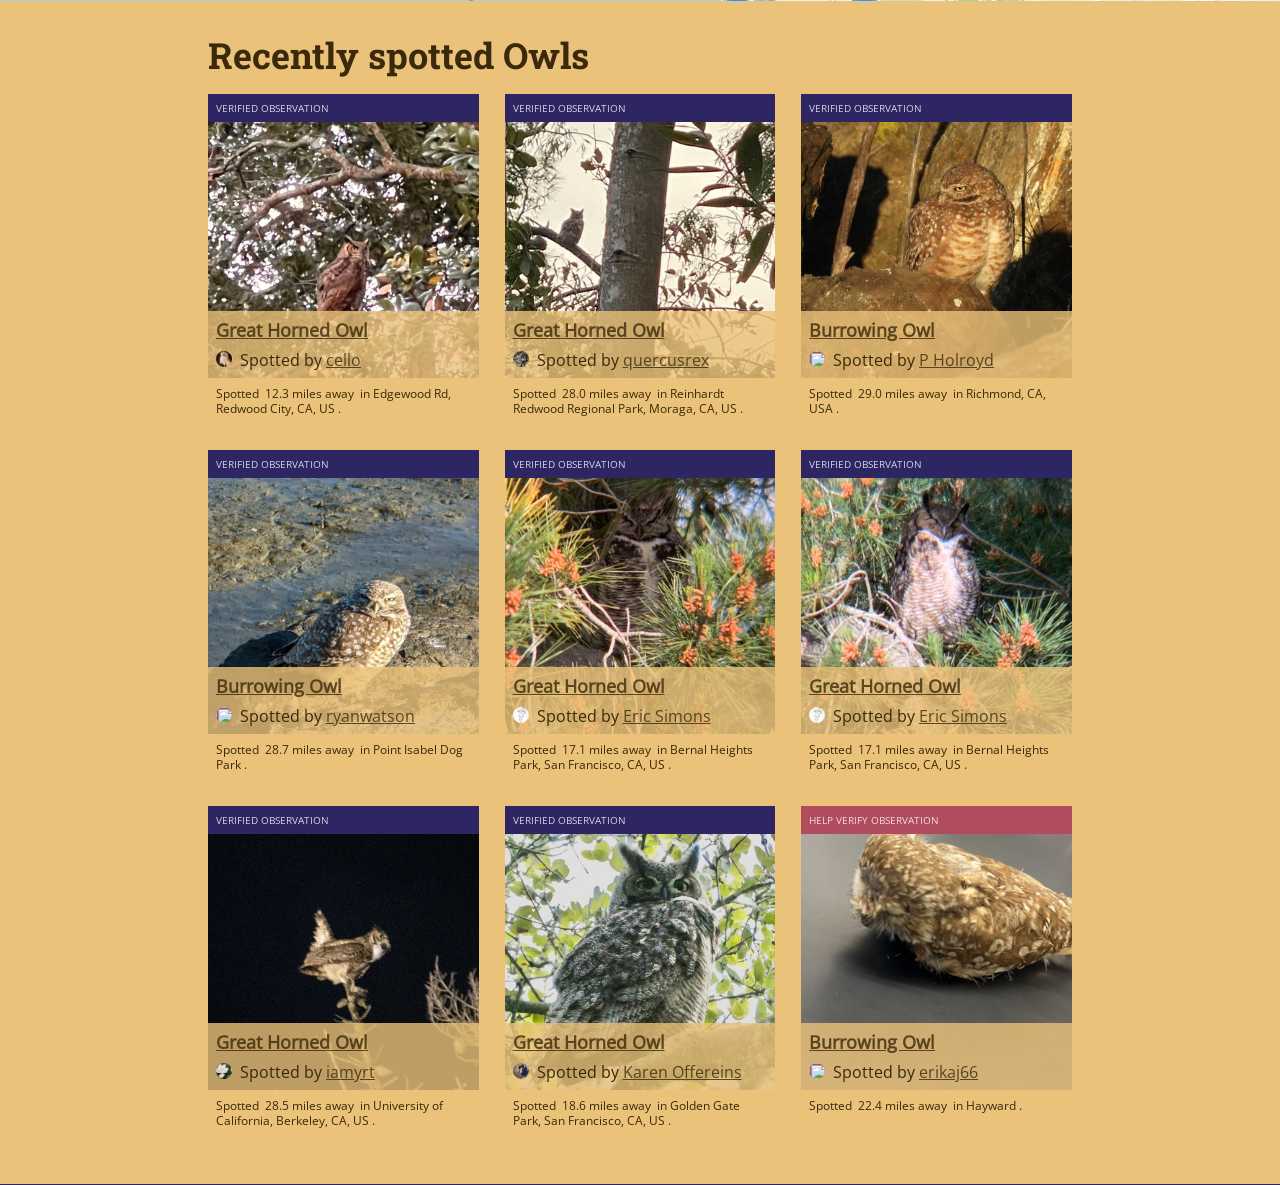 Recently spotted Owls
VERIFIED OBSERVATION
Great Horned Owl
Spotted by cello
Spotted 12.3 miles away in Edgewood Rd,
Redwood City, CA, US .
VERIFIED OBSERVATION
Great Horned Owl
Spotted by quercusrex
Spotted 28.0 miles away in Reinhardt
Redwood Regional Park, Moraga, CA, US .
VERIFIED OBSERVATION
Burrowing Owl
Spotted by P Holroyd
Spotted 29.0 miles away in Richmond, CA,
USA .
VERIFIED OBSERVATION
Burrowing Owl
Spotted by ryanwatson
Spotted 28.7 miles away in Point Isabel Dog
Park .
VERIFIED OBSERVATION
Great Horned Owl
Spotted by Eric Simons
Spotted 17.1 miles away in Bernal Heights
Park, San Francisco, CA, US .
VERIFIED OBSERVATION
Great Horned Owl
Spotted by Eric Simons
Spotted 17.1 miles away in Bernal Heights
Park, San Francisco, CA, US .
VERIFIED OBSERVATION
Great Horned Owl
Spotted by iamyrt
Spotted 28.5 miles away in University of
California, Berkeley, CA, US .
VERIFIED OBSERVATION
Great Horned Owl
Spotted by Karen Offereins
Spotted 18.6 miles away in Golden Gate
Park, San Francisco, CA, US .
HELP VERIFY OBSERVATION
Burrowing Owl
Spotted by erikaj66
Spotted 22.4 miles away in Hayward .